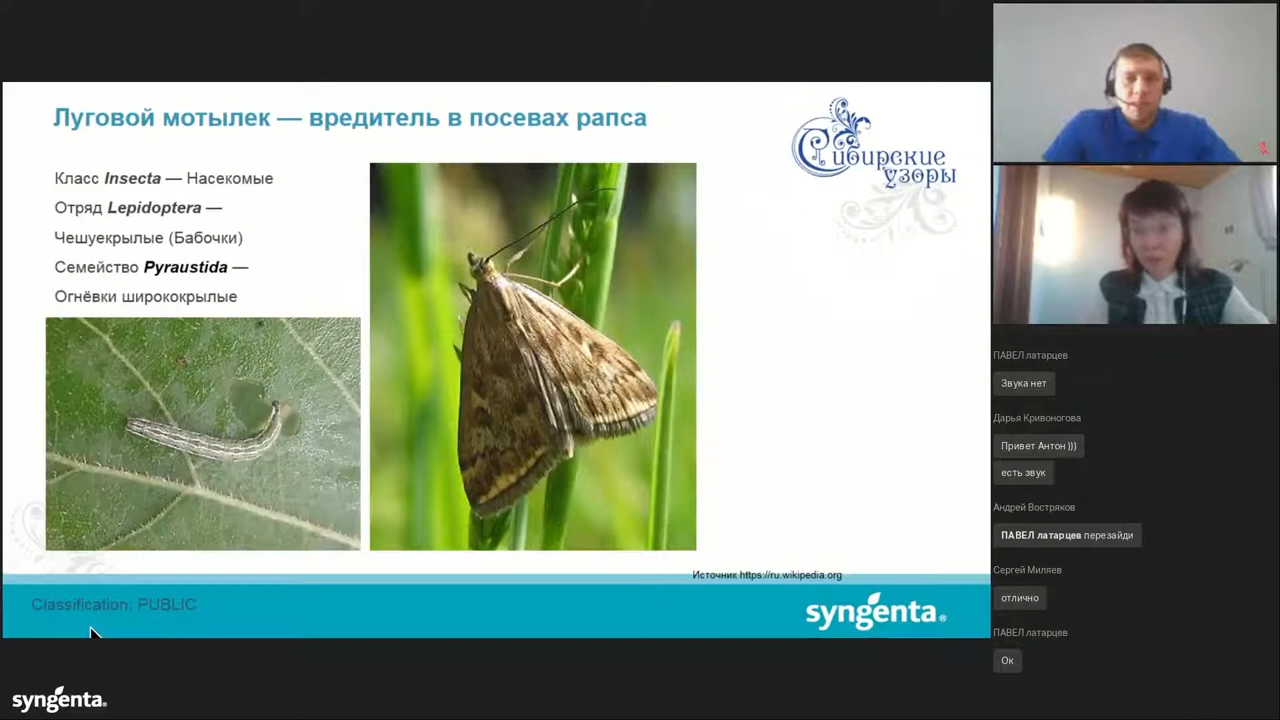 Луговой мотылек — вредитель в посевах рапса
Сибирские
узоры
Класс Insecta — Насекомые
Отряд Lepidoptera —
Чешуекрылые (Бабочки)
Семейство Pyraustida —
Огнёвки ширококрылые
Источник https://ru.wikipedia.org
Classification: PUBLIC
syngenta
syngenta
ПАВЕЛ латарцев
Звука нет
Дарья Кривоногова
Привет Антон )))
есть звук
Андрей Востряков
ПАВЕЛ латарцев перезайди
Сергей Миляев
отлично
ПАВЕЛ латарцев
Ок